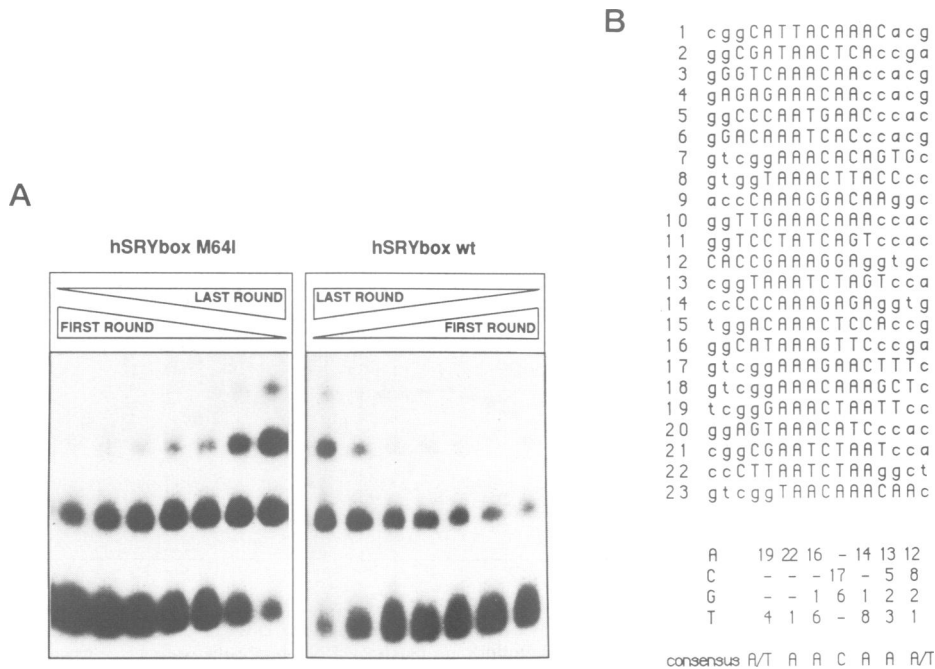 A
hSRYbox M64I
hSRYbox wt
LAST ROUND
FIRST ROUND
LAST ROUND
FIRST ROUND
B
1 cggCATTACAAACacg
2 ggCGATAACTCAccga
3 gGGTCAAACAAccacg
4 gAGAGAAACAAccacg
5 ggCCCAATGAACccac
6 gGACAAATCACccacg
7 gtcggAAACACAGTGc
8 gtggTAAACTTACCcc
9 accCAAAGGACAAggc
10 ggTTGAAACAAAccac
11 ggTCCTATCAGTccac
12 CACCGAAAGGAggtgc
13 cggTAAATCTAGTcca
14 ccCCCAAAGAGAggtg
15 tggACAAACTCCAccg
16 ggCATAAAGTTCccga
17 gtcggAAAGAACTTTc
18 gtcggAAACAAAGCTc
19 tcggGAAACTAATTcc
20 ggAGTAAACATCccac
21 cggCGAATCTAATcca
22 ccCTTAATCTAAggct
23 gtcggTAACAAACAAc
A 19 22 16 - 14 13 12
C - - - 17 - 5 8
G - - 1 6 1 2 2
T 4 1 6 - 8 3 1
consensus A/T A A C A A A/T